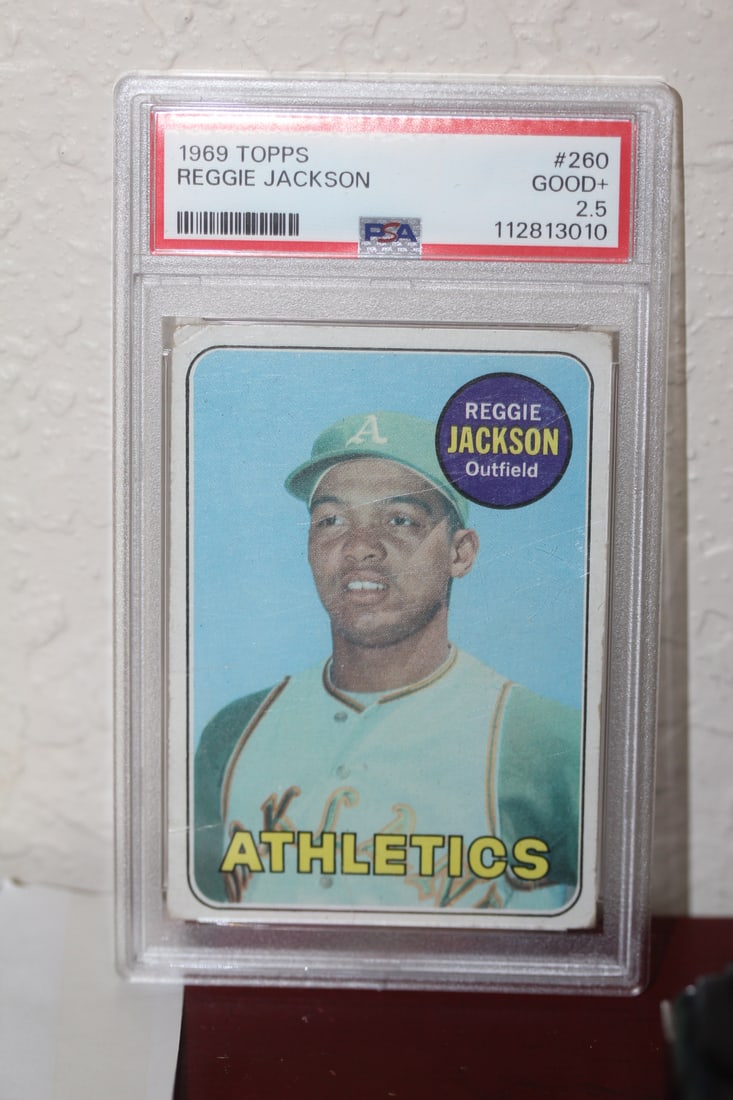 1969 TOPPS
REGGIE JACKSON
#260
GOOD+
2.5
112813010
PSA
A
REGGIE
JACKSON
Outfield
ATHLETICS